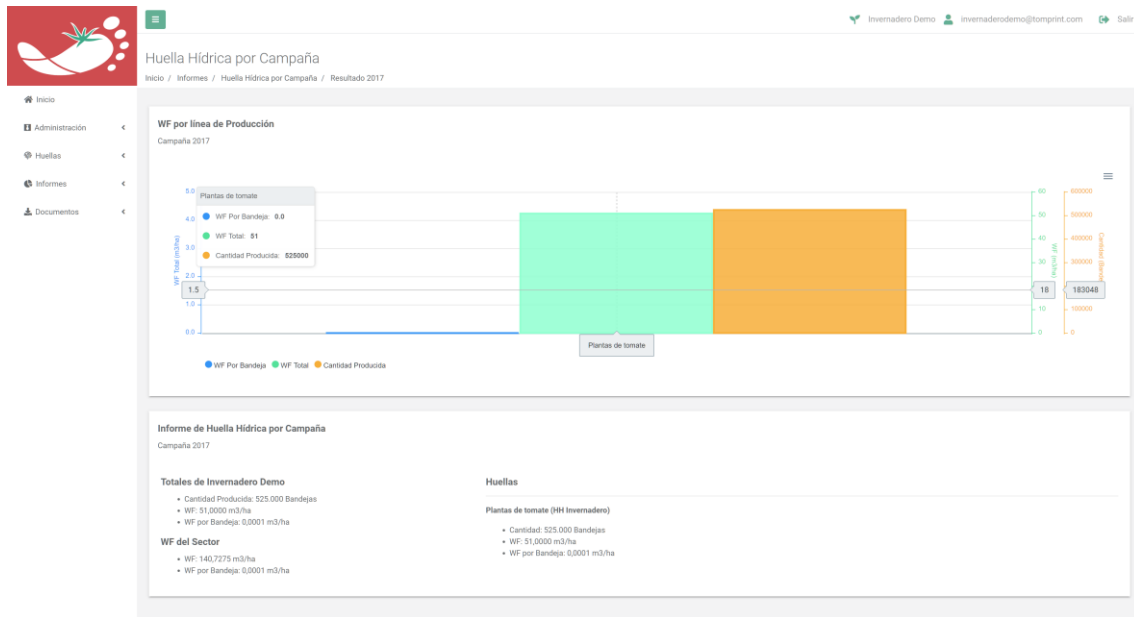 Invernadero Demo invernaderodemo@tomprint.com Salir
Huella Hídrica por Campaña
Inicio / Informes / Huella Hídrica por Campaña / Resultado 2017
Inicio
Administración
Huellas
Informes
Documentos
WF por línea de Producción
Campaña 2017
5.0
4.0
3.0
2.0
1.0
0.0
WF Total (m3/ha)
1.5
Plantas de tomate
WF Por Bandeja: 0.0
WF Total: 51
Cantidad Producida: 525000
60
50
40
30
10
0
WF (m3/ha)
18
600000
500000
400000
300000
100000
0
183048
Plantas de tomate
WF Por Bandeja WF Total Cantidad Producida
Informe de Huella Hídrica por Campaña
Campaña 2017
Totales de Invernadero Demo
• Cantidad Producida: 525.000 Bandejas
• WF: 51,0000 m3/ha
• WF por Bandeja: 0,0001 m3/ha
WF del Sector
• WF: 140,7275 m3/ha
• WF por Bandeja: 0,0001 m3/ha
Huellas
Plantas de tomate (HH Invernadero)
• Cantidad: 525.000 Bandejas
• WF: 51,0000 m3/ha
• WF por Bandeja: 0,0001 m3/ha